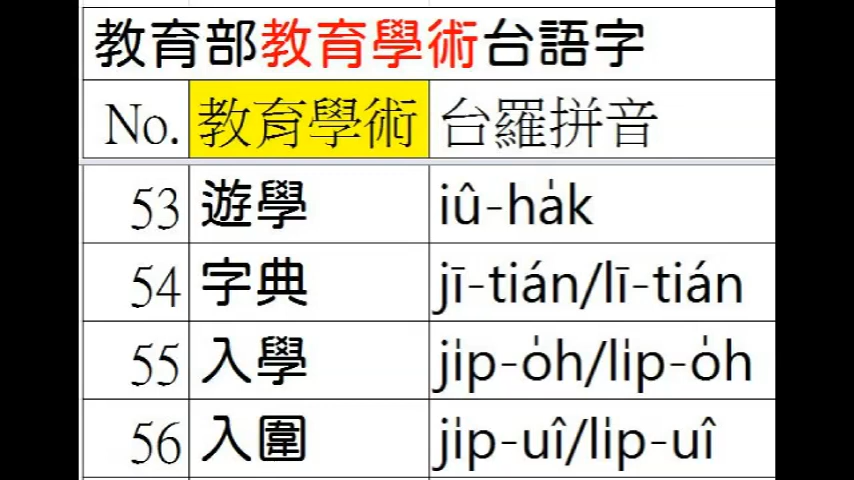 教育部教育學術台語字
No. 教育學術 台羅拼音
53 遊學 iû-ha̍k
54 字典 jī-tián/lī-tián
55 入學 ji̍p-o̍h/li̍p-o̍h
56 入圍 ji̍p-uî/li̍p-uî